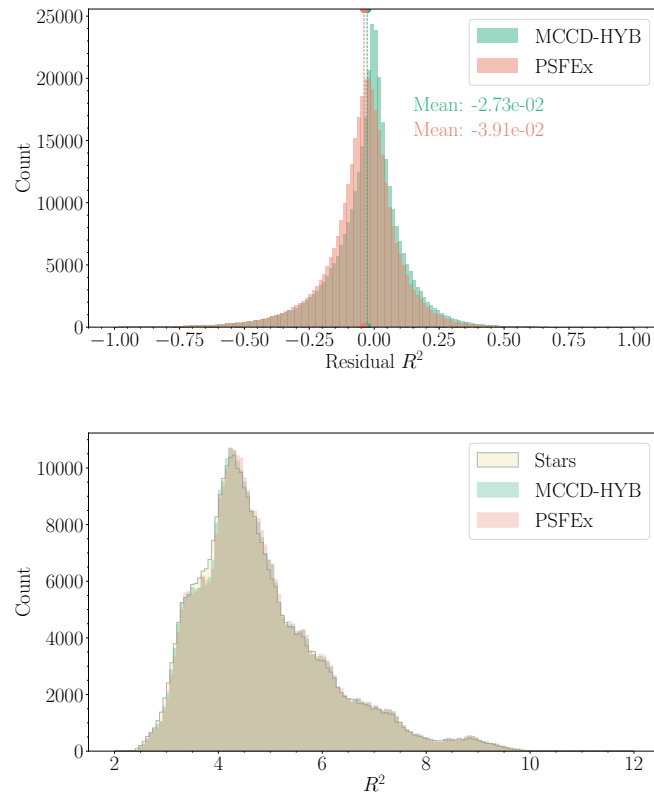 25000
20000
15000
10000
5000
0
Count
MCCD-HYB
PSFEx
Mean: -2.73e-02
Mean: -3.91e-02
−1.00 −0.75 −0.50 −0.25 0.00 0.25 0.50 0.75 1.00
Residual R²
10000
8000
6000
4000
2000
0
Count
Stars
MCCD-HYB
PSFEx
2 4 6 8 10 12
R²